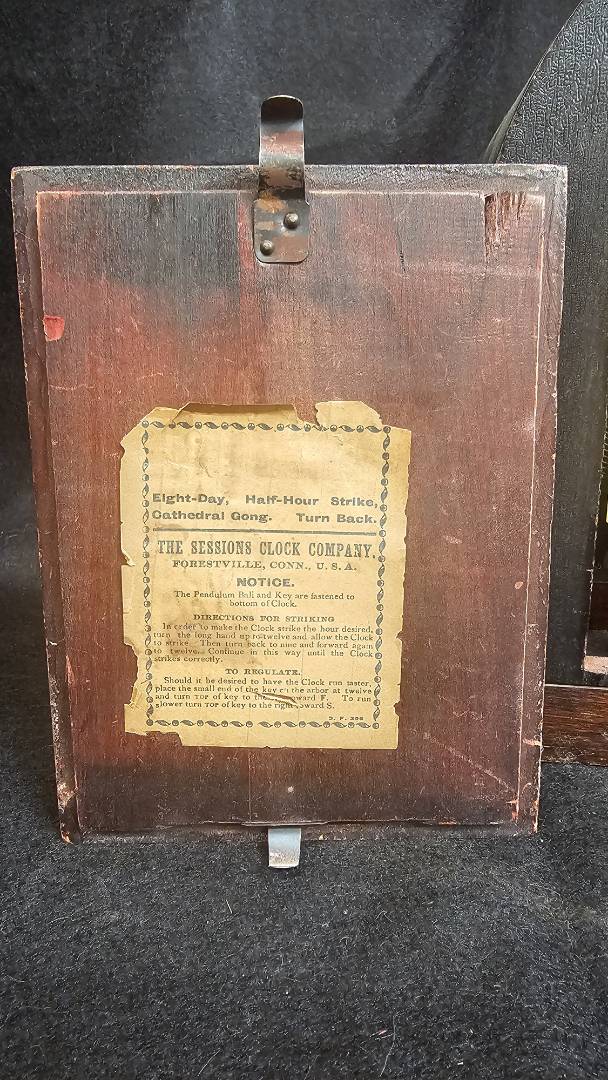 Eight-Day, Half-Hour Strike,
Cathedral Gong. Turn Back.
THE SESSIONS CLOCK COMPANY,
FORESTVILLE, CONN., U. S. A.
NOTICE.
The Pendulum Ball and Key are fastened to
bottom of Clock.
DIRECTIONS FOR STRIKING
In order to make the Clock strike the hour desired,
turn the long hand up to twelve and allow the Clock
to strike. Then turn back to nine and forward again
to twelve. Continue in this way until the Clock
strikes correctly.
TO REGULATE.
Should it be desired to have the Clock run faster,
place the small end of the key on the arbor at twelve
and turn TOP of key to the toward F. To run
slower turn TOP of key to the right toward S.